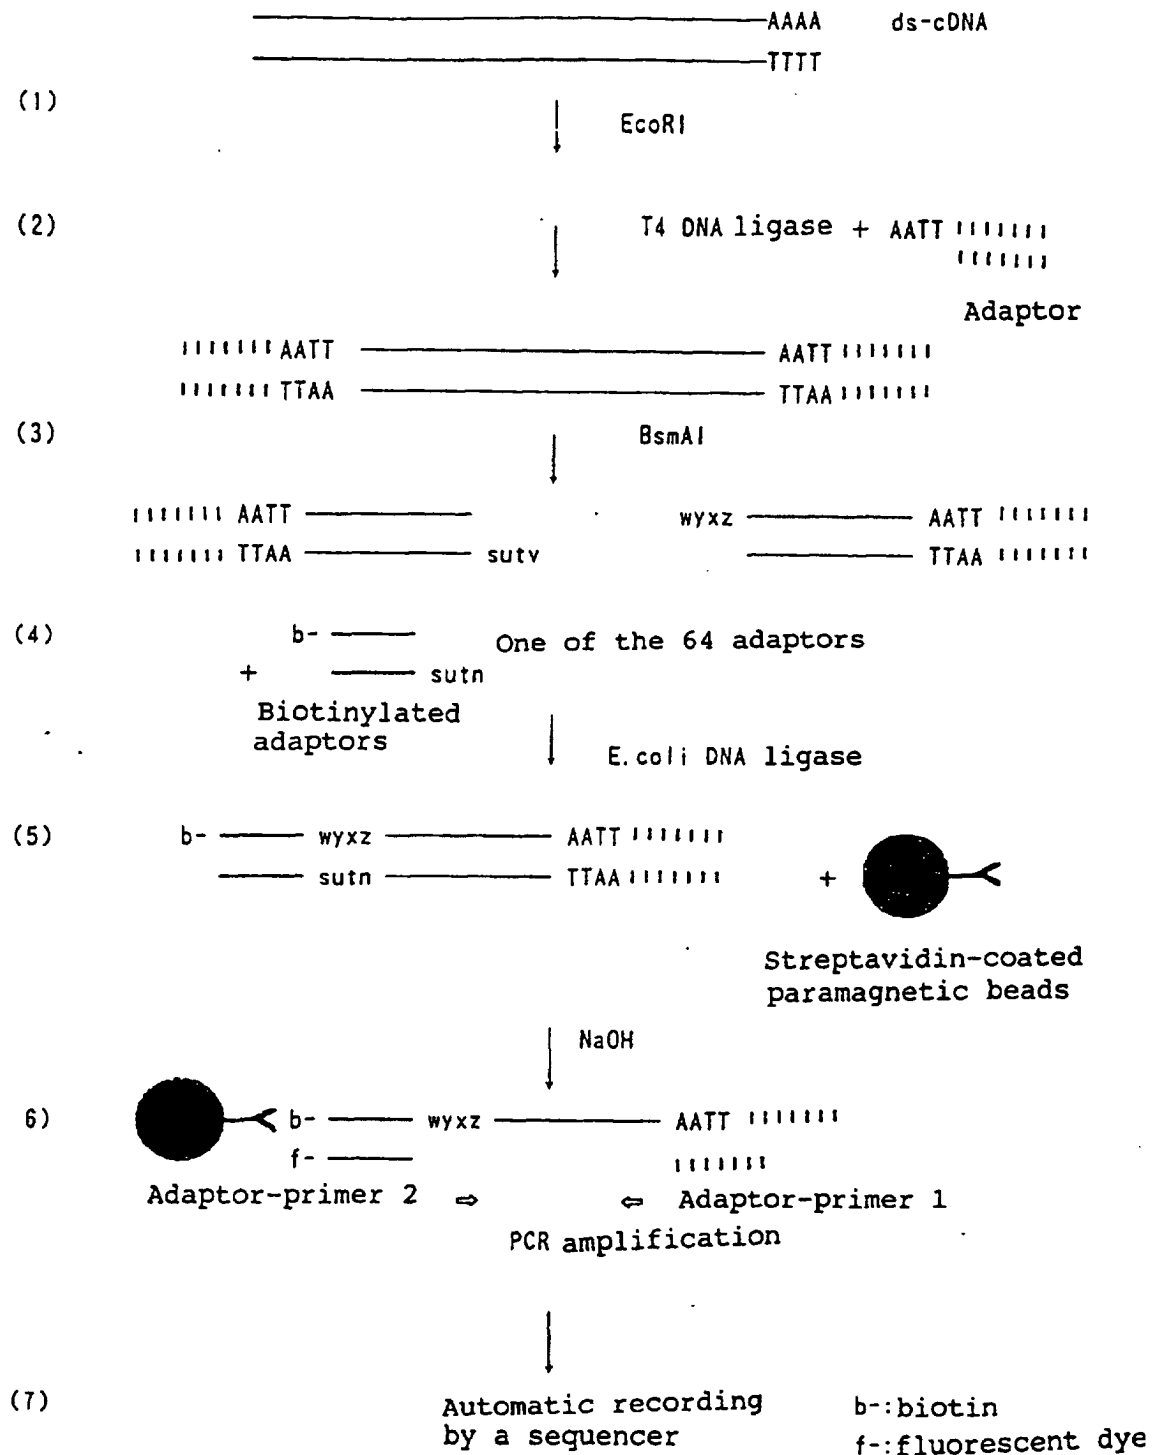 AAAA ds-cDNA
TTTT
(1)
EcoRI
(2) T4 DNA ligase + AATT
Adaptor
AATT AATT
TTAA TTAA
(3) BsmAI
AATT wyxz AATT
TTAA sutv TTAA
(4) b- One of the 64 adaptors
+ sutn
Biotinylated
adaptors
E.coli DNA ligase
(5) b- wyxz AATT
sutn TTAA +
Streptavidin-coated
paramagnetic beads
NaOH
6) b- wyxz AATT
f-
Adaptor-primer 2 ⇨ ⇦ Adaptor-primer 1
PCR amplification
(7) Automatic recording b-:biotin
by a sequencer f-:fluorescent dye